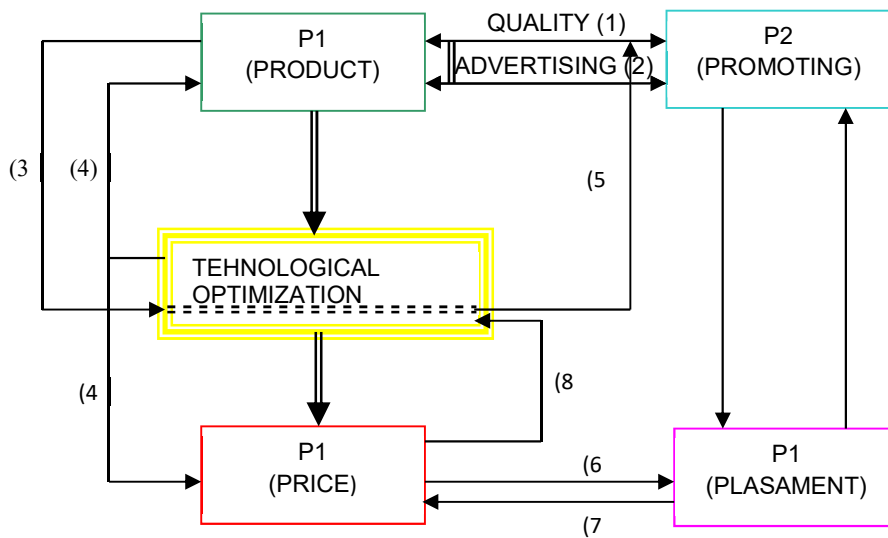 P1
(PRODUCT)
QUALITY (1)
ADVERTISING (2)
P2
(PROMOTING)
(3
(4)
(5
TEHNOLOGICAL
OPTIMIZATION
(4
(8
P1
(PRICE)
(6
(7
P1
(PLASAMENT)